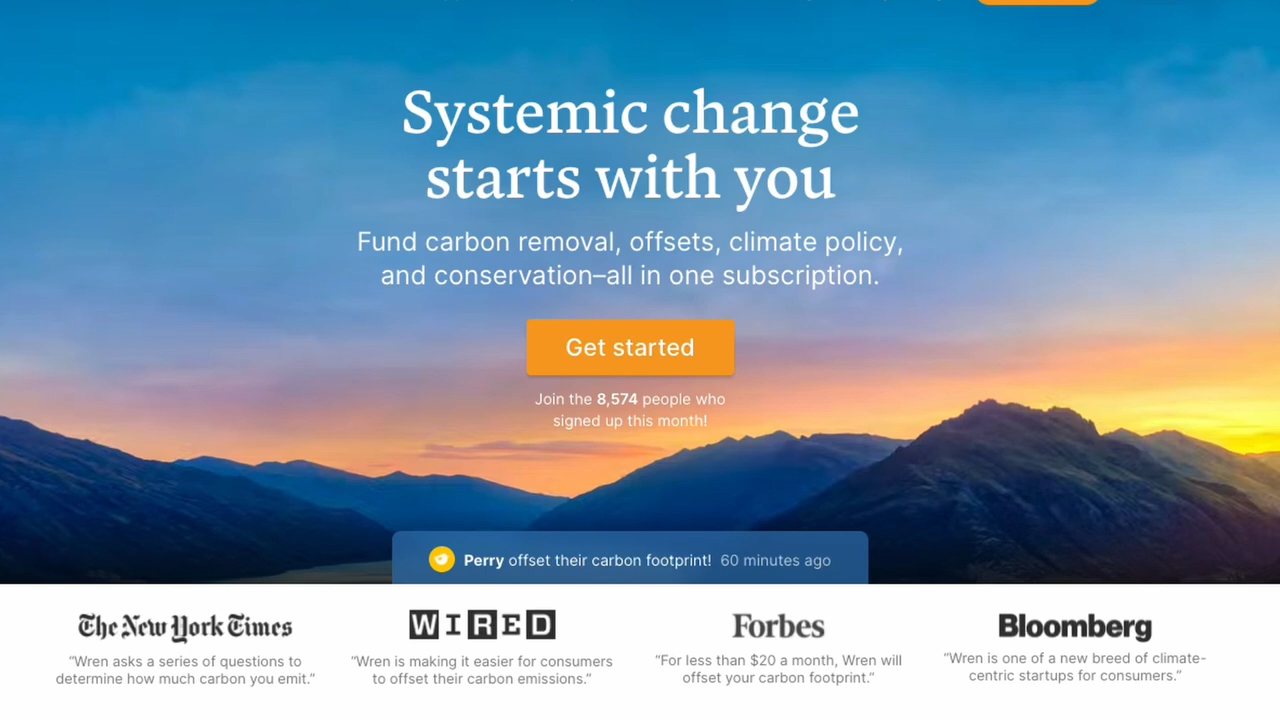 Systemic change
starts with you
Fund carbon removal, offsets, climate policy,
and conservation–all in one subscription.
Get started
Join the 8,574 people who
signed up this month!
Perry offset their carbon footprint! 60 minutes ago
The New York Times
WIRED
Forbes
Bloomberg
“Wren asks a series of questions to
determine how much carbon you emit.”
“Wren is making it easier for consumers
to offset their carbon emissions.”
“For less than $20 a month, Wren will
offset your carbon footprint.”
“Wren is one of a new breed of climate-
centric startups for consumers.”